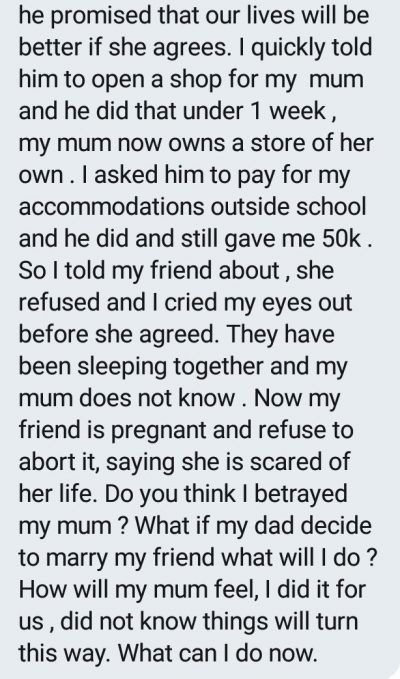 he promised that our lives will be
better if she agrees. I quickly told
him to open a shop for my  mum
and he did that under 1 week ,
my mum now owns a store of her
own . I asked him to pay for my
accommodations outside school
and he did and still gave me 50k .
So I told my friend about , she
refused and I cried my eyes out
before she agreed. They have
been sleeping together and my
mum does not know . Now my
friend is pregnant and refuse to
abort it, saying she is scared of
her life. Do you think I betrayed
my mum ? What if my dad decide
to marry my friend what will I do ?
How will my mum feel, I did it for
us , did not know things will turn
this way. What can I do now.